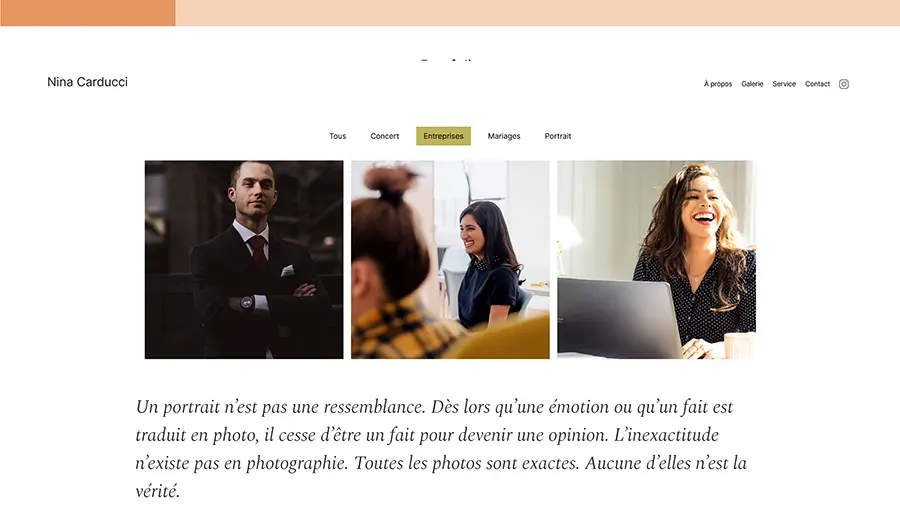 Nina Carducci
À propos Galerie Service Contact
Tous Concert Entreprises Mariages Portrait
Un portrait n’est pas une ressemblance. Dès lors qu’une émotion ou qu’un fait est
traduit en photo, il cesse d’être un fait pour devenir une opinion. L’inexactitude
n’existe pas en photographie. Toutes les photos sont exactes. Aucune d’elles n’est la
vérité.